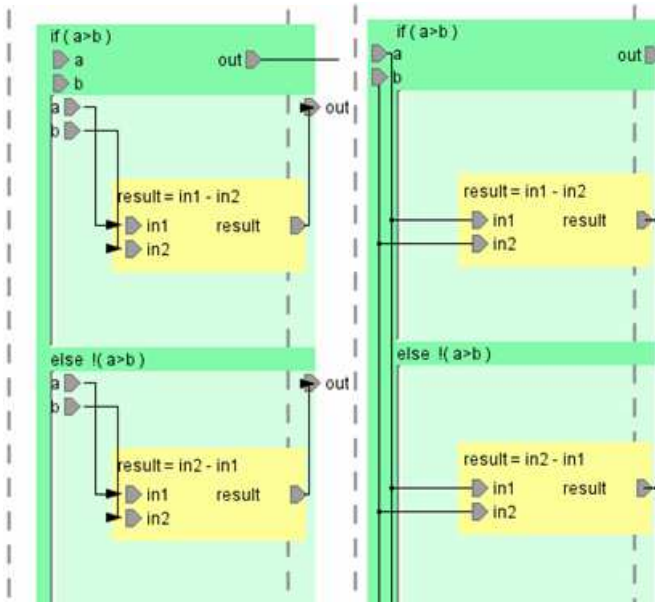 if ( a>b )
a
out
b
a
out
b
result = in1 - in2
in1
result
in2
else !( a>b )
a
out
b
result = in2 - in1
in1
result
in2
if ( a>b )
a
out
b
result = in1 - in2
in1
result
in2
else !( a>b )
result = in2 - in1
in1
result
in2